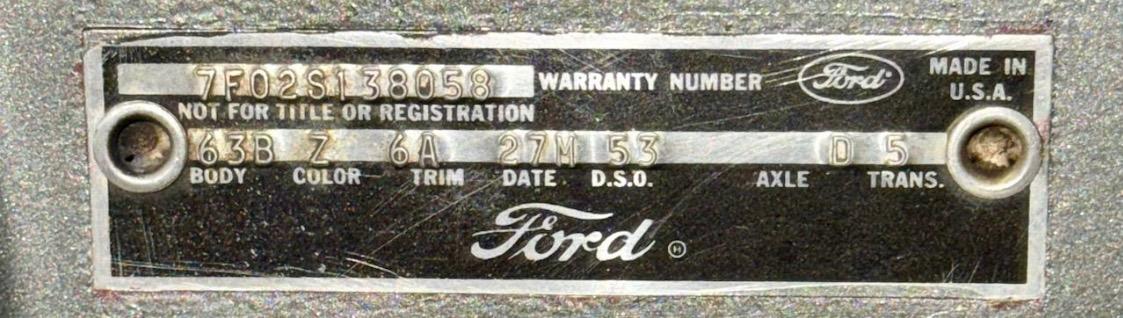 7F02S138058 WARRANTY NUMBER Ford MADE IN
U.S.A.
NOT FOR TITLE OR REGISTRATION
63B Z 6A 27M 53 D 5
BODY COLOR TRIM DATE D.S.O. AXLE TRANS.
Ford Ⓗ